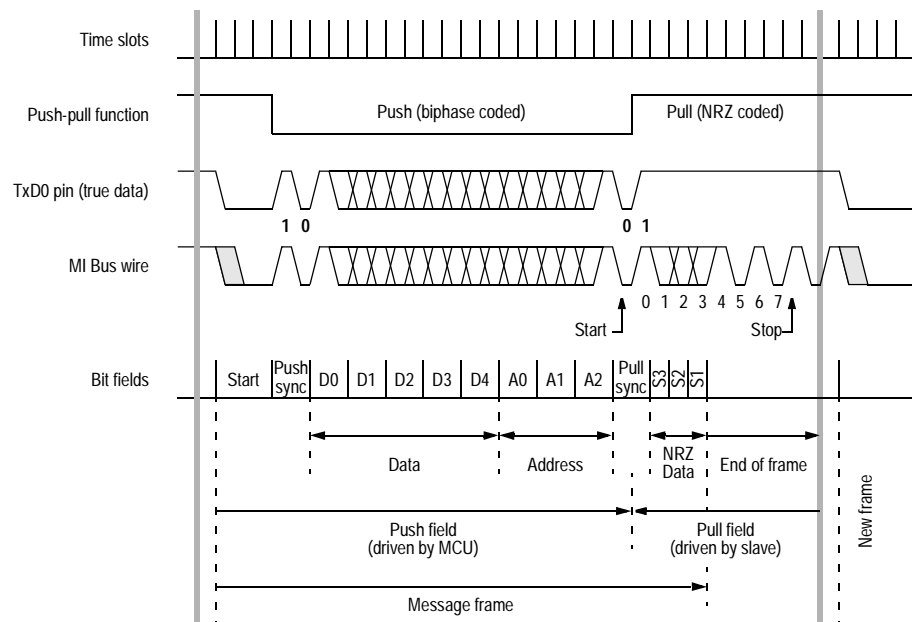 Time slots
Push-pull function
Push (biphase coded)
Pull (NRZ coded)
TxD0 pin (true data)
1 0
0 1
MI Bus wire
0 1 2 3 4 5 6 7
Start
Stop
Bit fields
Start
Push
sync
D0 D1 D2 D3 D4 A0 A1 A2
Pull
sync
S3 S2 S1
Data
Address
NRZ
Data
End of frame
Push field
(driven by MCU)
Pull field
(driven by slave)
New frame
Message frame